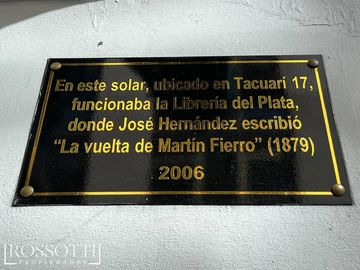 En este solar, ubicado en Tacuarí 17,
funcionaba la Librería del Plata,
donde José Hernández escribió
"La vuelta de Martín Fierro" (1879)
2006
ROSSOTTI
PROPIEDADES